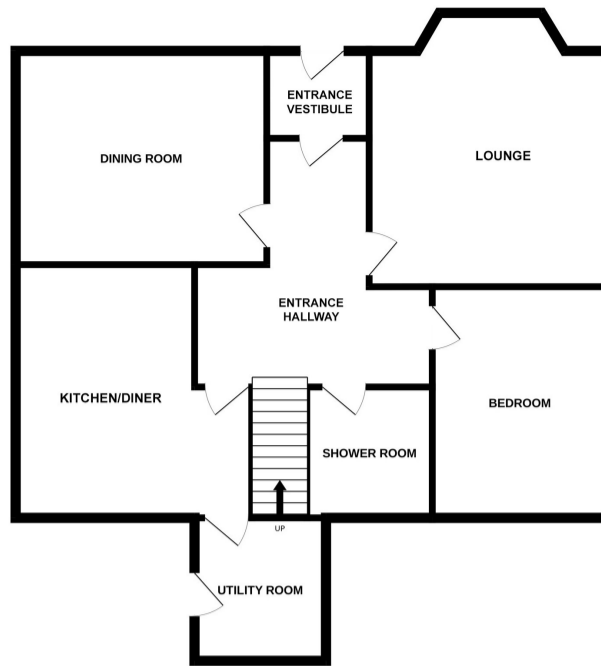 ENTRANCE
VESTIBULE
DINING ROOM
LOUNGE
ENTRANCE
HALLWAY
KITCHEN/DINER
BEDROOM
SHOWER ROOM
UP
UTILITY ROOM